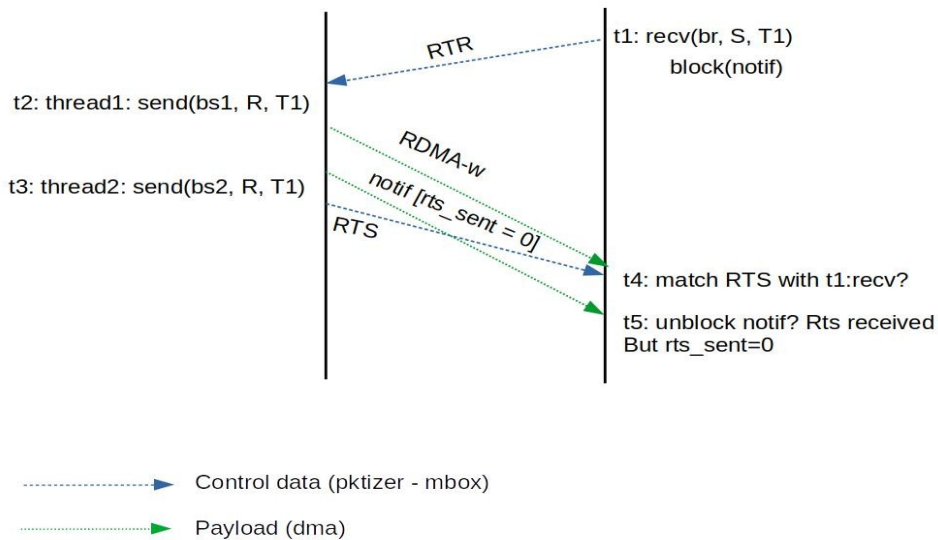 t1: recv(br, S, T1)
block(notif)
RTR
t2: thread1: send(bs1, R, T1)
RDMA-w
t3: thread2: send(bs2, R, T1)
notif [rts_sent = 0]
RTS
t4: match RTS with t1:recv?
t5: unblock notif? Rts received
But rts_sent=0
Control data (pktizer - mbox)
Payload (dma)